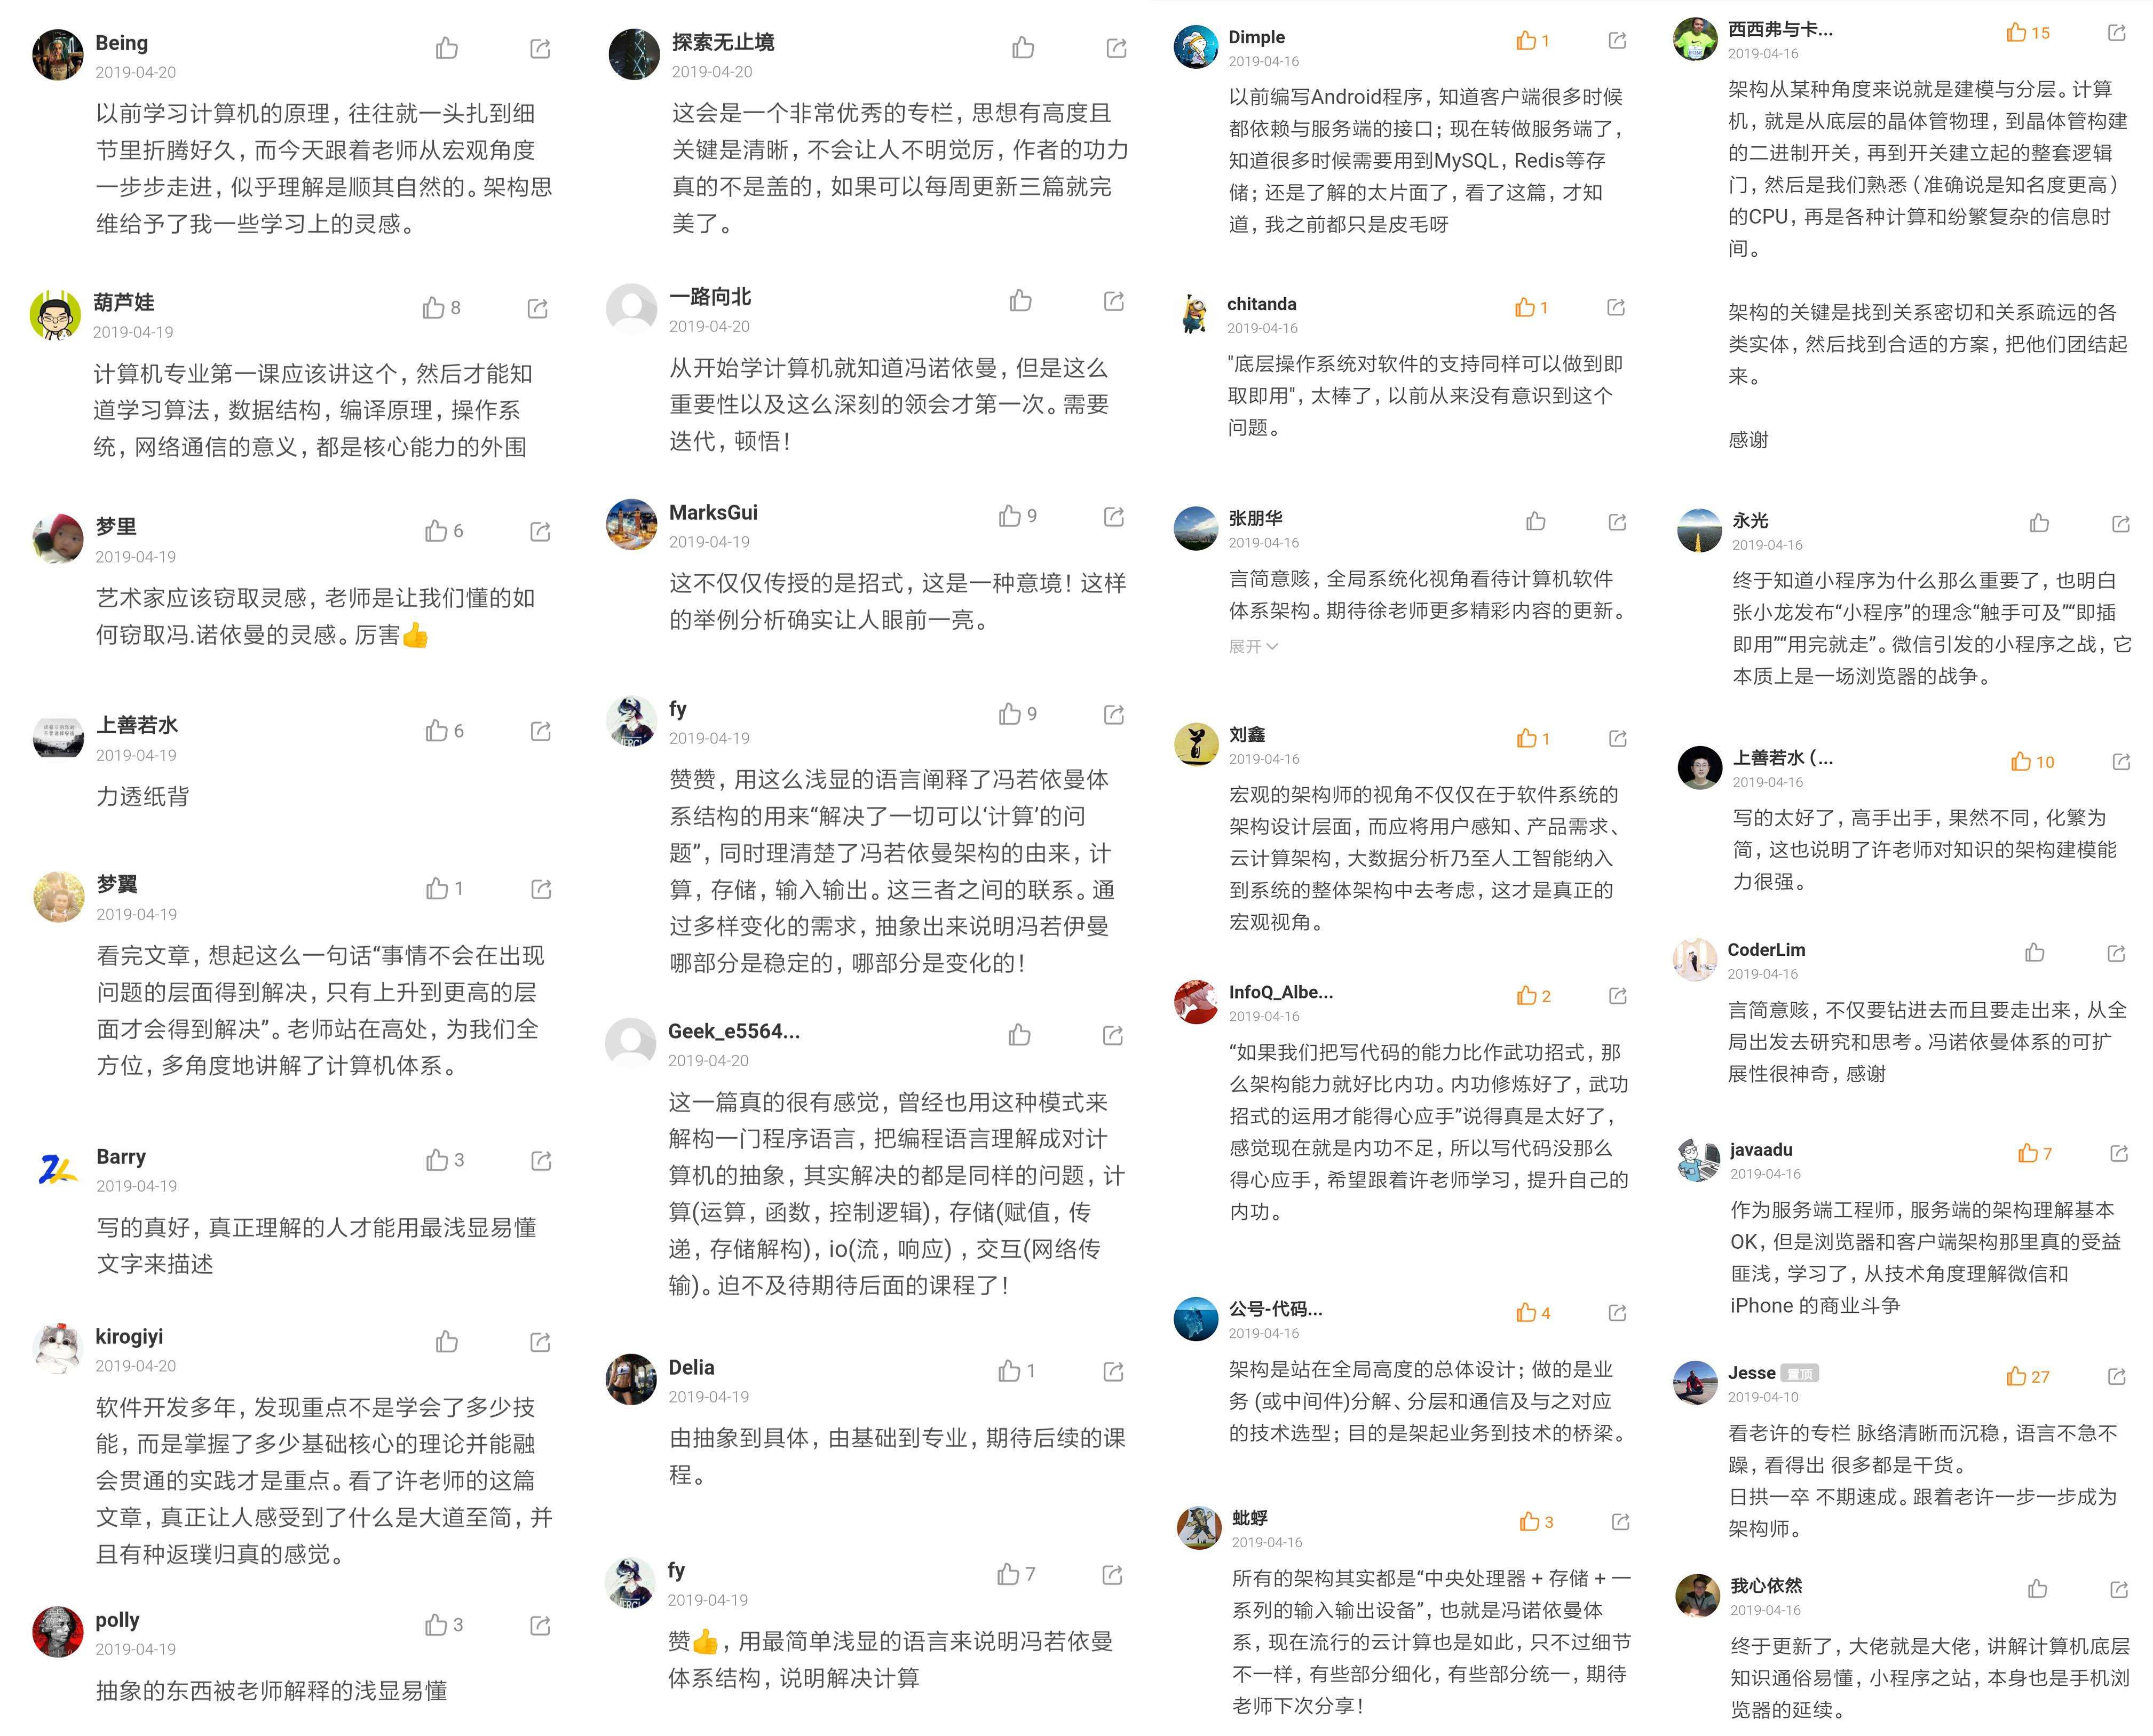 Being
2019-04-20
以前学习计算机的原理，往往就一头扎到细
节里折腾好久，而今天跟着老师从宏观角度
一步步走进，似乎理解是顺其自然的。架构思
维给予了我一些学习上的灵感。
葫芦娃
8
2019-04-19
计算机专业第一课应该讲这个，然后才能知
道学习算法，数据结构，编译原理，操作系
统，网络通信的意义，都是核心能力的外围
梦里
6
2019-04-19
艺术家应该窃取灵感，老师是让我们懂的如
何窃取冯.诺依曼的灵感。厉害👍
上善若水
6
2019-04-19
力透纸背
梦翼
1
2019-04-19
看完文章，想起这么一句话“事情不会在出现
问题的层面得到解决，只有上升到更高的层
面才会得到解决”。老师站在高处，为我们全
方位，多角度地讲解了计算机体系。
Barry
3
2019-04-19
写的真好，真正理解的人才能用最浅显易懂
文字来描述
kirogiyi
2019-04-20
软件开发多年，发现重点不是学会了多少技
能，而是掌握了多少基础核心的理论并能融
会贯通的实践才是重点。看了许老师的这篇
文章，真正让人感受到了什么是大道至简，并
且有种返璞归真的感觉。
polly
3
2019-04-19
抽象的东西被老师解释的浅显易懂
探索无止境
2019-04-20
这会是一个非常优秀的专栏，思想有高度且
关键是清晰，不会让人不明觉厉，作者的功力
真的不是盖的，如果可以每周更新三篇就完
美了。
一路向北
2019-04-20
从开始学计算机就知道冯诺依曼，但是这么
重要性以及这么深刻的领会才第一次。需要
迭代，顿悟！
MarksGui
9
2019-04-19
这不仅仅传授的是招式，这是一种意境！这样
的举例分析确实让人眼前一亮。
fy
9
2019-04-19
赞赞，用这么浅显的语言阐释了冯若依曼体
系结构的用来“解决了一切可以‘计算’的问
题”，同时理清楚了冯若依曼架构的由来，计
算，存储，输入输出。这三者之间的联系。通
过多样变化的需求，抽象出来说明冯若伊曼
哪部分是稳定的，哪部分是变化的！
Geek_e5564...
2019-04-20
这一篇真的很有感觉，曾经也用这种模式来
解构一门程序语言，把编程语言理解成对计
算机的抽象，其实解决的都是同样的问题，计
算(运算，函数，控制逻辑)，存储(赋值，传
递，存储解构)，io(流，响应) ，交互(网络传
输)。迫不及待期待后面的课程了！
Delia
1
2019-04-19
由抽象到具体，由基础到专业，期待后续的课
程。
fy
7
2019-04-19
赞👍，用最简单浅显的语言来说明冯若依曼
体系结构，说明解决计算
Dimple
1
2019-04-16
以前编写Android程序，知道客户端很多时候
都依赖与服务端的接口；现在转做服务端了，
知道很多时候需要用到MySQL，Redis等存
储；还是了解的太片面了，看了这篇，才知
道，我之前都只是皮毛呀
chitanda
1
2019-04-16
"底层操作系统对软件的支持同样可以做到即
取即用"，太棒了，以前从来没有意识到这个
问题。
张朋华
2019-04-16
言简意赅，全局系统化视角看待计算机软件
体系架构。期待徐老师更多精彩内容的更新。
展开
刘鑫
1
2019-04-16
宏观的架构师的视角不仅仅在于软件系统的
架构设计层面，而应将用户感知、产品需求、
云计算架构，大数据分析乃至人工智能纳入
到系统的整体架构中去考虑，这才是真正的
宏观视角。
InfoQ_Albe...
2
2019-04-16
“如果我们把写代码的能力比作武功招式，那
么架构能力就好比内功。内功修炼好了，武功
招式的运用才能得心应手”说得真是太好了，
感觉现在就是内功不足，所以写代码没那么
得心应手，希望跟着许老师学习，提升自己的
内功。
公号-代码...
4
2019-04-16
架构是站在全局高度的总体设计；做的是业
务 (或中间件)分解、分层和通信及与之对应
的技术选型；目的是架起业务到技术的桥梁。
蚍蜉
3
2019-04-16
所有的架构其实都是“中央处理器 + 存储 + 一
系列的输入输出设备”，也就是冯诺依曼体
系，现在流行的云计算也是如此，只不过细节
不一样，有些部分细化，有些部分统一，期待
老师下次分享！
西西弗与卡...
15
2019-04-16
架构从某种角度来说就是建模与分层。计算
机，就是从底层的晶体管物理，到晶体管构建
的二进制开关，再到开关建立起的整套逻辑
门，然后是我们熟悉（准确说是知名度更高）
的CPU，再是各种计算和纷繁复杂的信息时
间。
架构的关键是找到关系密切和关系疏远的各
类实体，然后找到合适的方案，把他们团结起
来。
感谢
永光
2019-04-16
终于知道小程序为什么那么重要了，也明白
张小龙发布“小程序”的理念“触手可及”“即插
即用”“用完就走”。微信引发的小程序之战，它
本质上是一场浏览器的战争。
上善若水（...
10
2019-04-16
写的太好了，高手出手，果然不同，化繁为
简，这也说明了许老师对知识的架构建模能
力很强。
CoderLim
2019-04-16
言简意赅，不仅要钻进去而且要走出来，从全
局出发去研究和思考。冯诺依曼体系的可扩
展性很神奇，感谢
javaadu
7
2019-04-16
作为服务端工程师，服务端的架构理解基本
OK，但是浏览器和客户端架构那里真的受益
匪浅，学习了，从技术角度理解微信和
iPhone 的商业斗争
Jesse 置顶
27
2019-04-10
看老许的专栏 脉络清晰而沉稳，语言不急不
躁，看得出 很多都是干货。
日拱一卒 不期速成。跟着老许一步一步成为
架构师。
我心依然
2019-04-16
终于更新了，大佬就是大佬，讲解计算机底层
知识通俗易懂，小程序之站，本身也是手机浏
览器的延续。